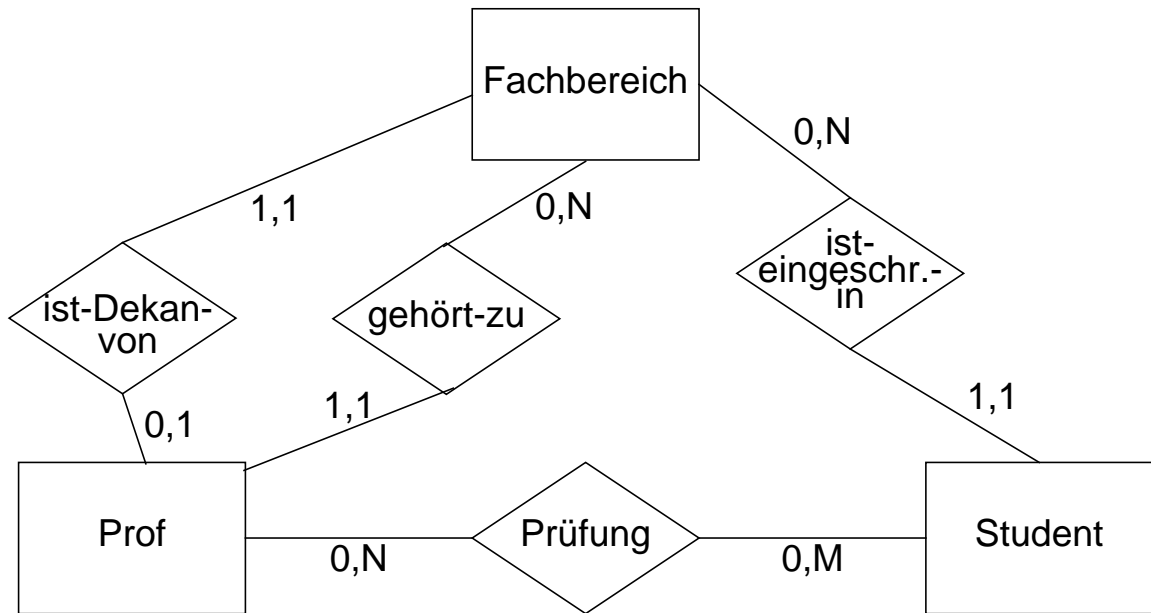 Fachbereich
0,N
1,1
0,N
ist-
eingeschr.-
in
ist-Dekan-
von
gehört-zu
0,1
1,1
1,1
Prof
Prüfung
Student
0,N
0,M